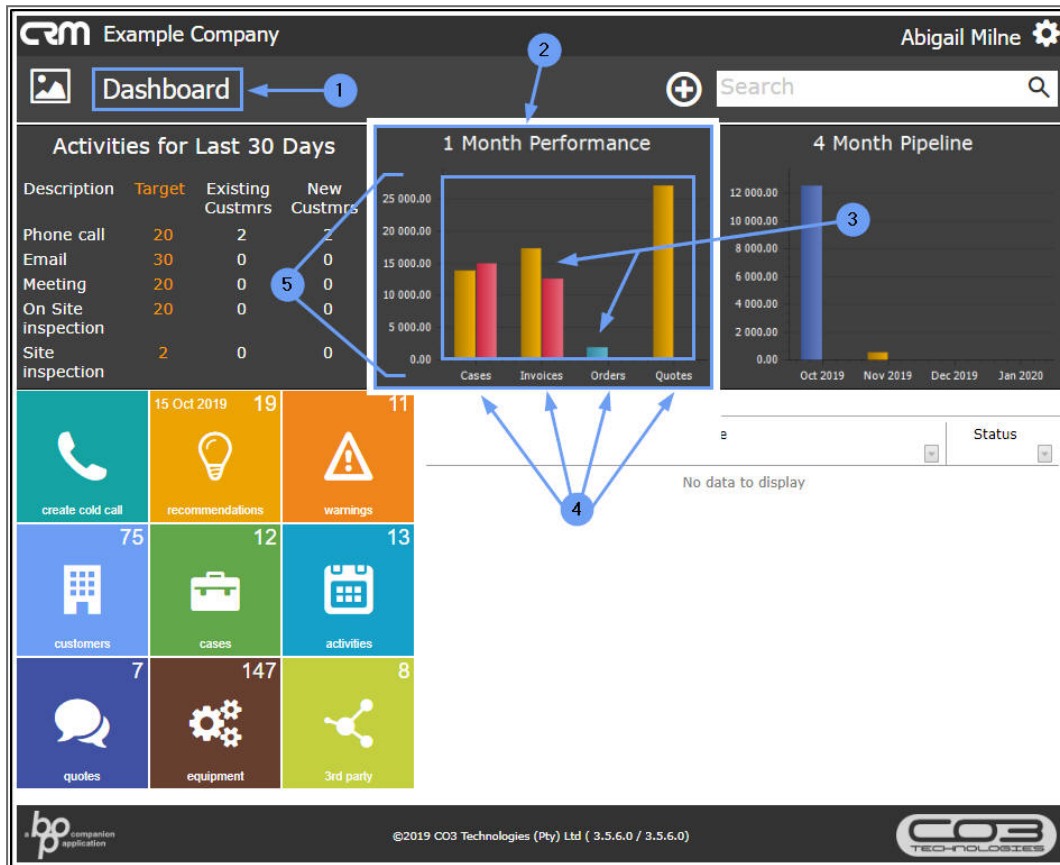 CRM Example Company
Abigail Milne
2
Dashboard
1
Search
Activities for Last 30 Days
Description Target Existing Custmrs New Custmrs
Phone call 20 2 2
Email 30 0 0
Meeting 20 0 0
On Site inspection 20 0 0
Site inspection 2 0 0
5
1 Month Performance
25 000.00
20 000.00
15 000.00
10 000.00
5 000.00
0.00
Cases Invoices Orders Quotes
3
4
4 Month Pipeline
12 000.00
10 000.00
8 000.00
6 000.00
4 000.00
2 000.00
0.00
Oct 2019 Nov 2019 Dec 2019 Jan 2020
create cold call
15 Oct 2019 19
recommendations
11
warnings
75
customers
12
cases
13
activities
7
quotes
147
equipment
8
3rd party
e Status
No data to display
a bpo companion application
©2019 CO3 Technologies (Pty) Ltd ( 3.5.6.0 / 3.5.6.0)
CO3
TECHNOLOGIES